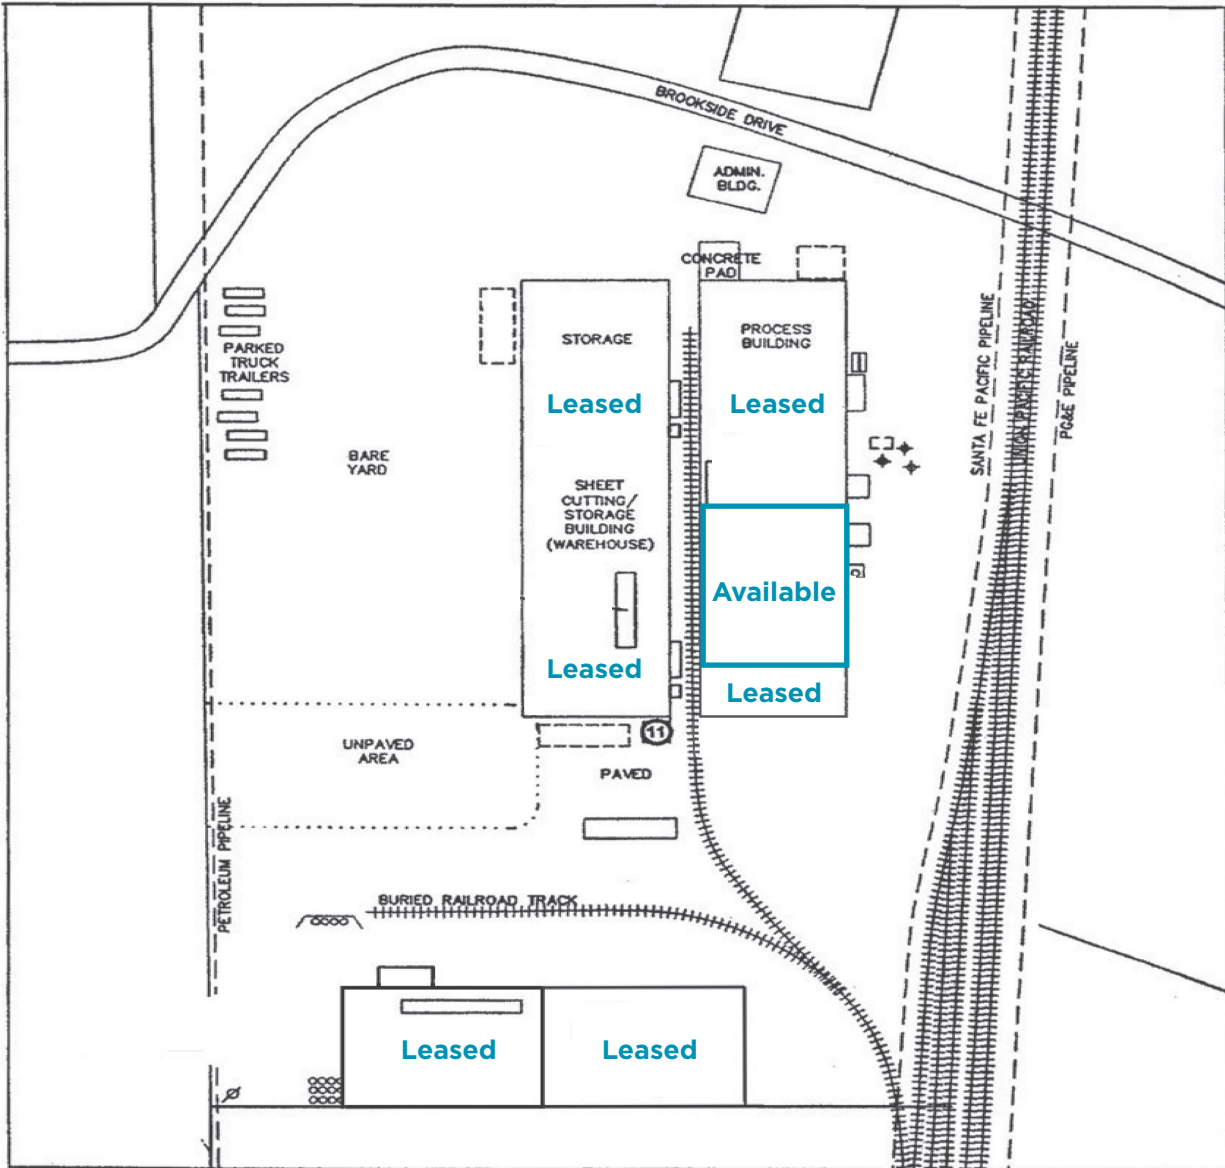 BROOKSIDE DRIVE
ADMIN.
BLDG.
CONCRETE
PAD
STORAGE
PROCESS
BUILDING
PARKED
TRUCK
TRAILERS
Leased
Leased
SANTA FE PACIFIC PIPELINE
UNION PACIFIC RAILROAD
PG&E PIPELINE
BARE
YARD
SHEET
CUTTING/
STORAGE
BUILDING
(WAREHOUSE)
Available
Leased
Leased
11
UNPAVED
AREA
PAVED
PETROLEUM PIPELINE
BURIED RAILROAD TRACK
Leased
Leased